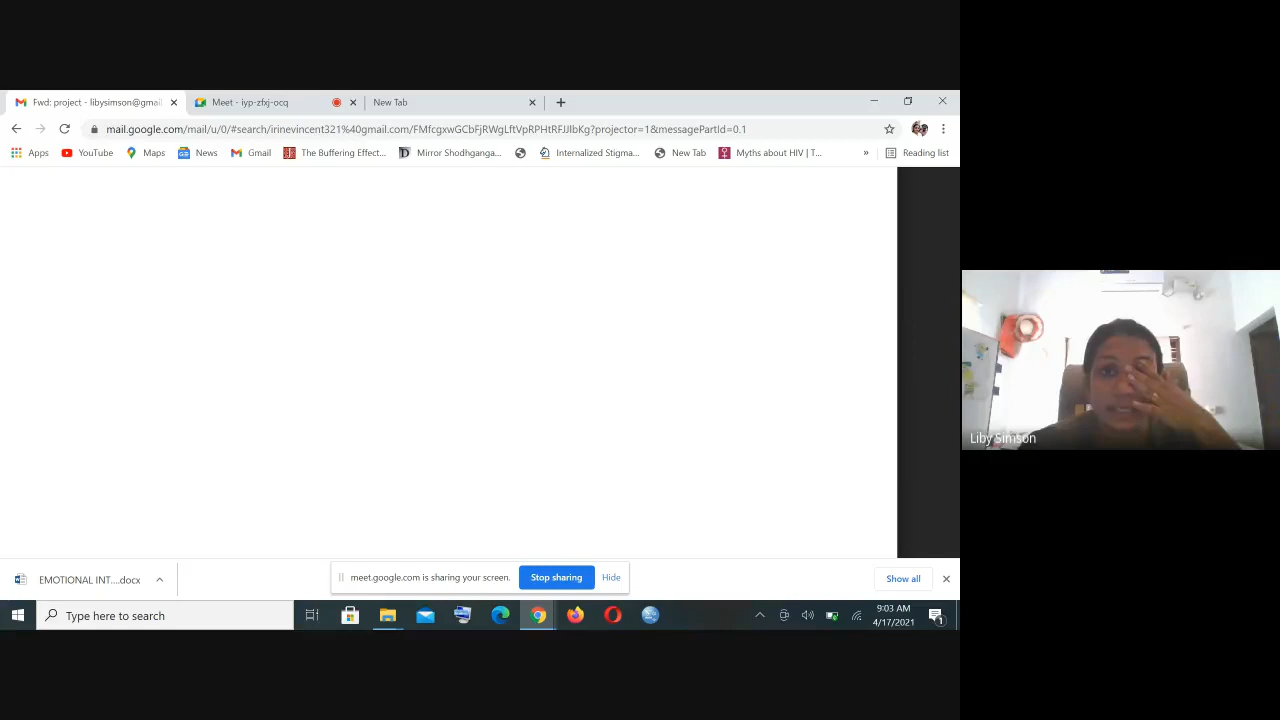 Fwd: project - libysimson@gmai
Meet - iyp-zfxj-ocq
New Tab
mail.google.com/mail/u/0/#search/irinevincent321%40gmail.com/FMfcgxwGCbFjRWgLftVpRPHtRFJJlbKg?projector=1&messagePartId=0.1
Apps
YouTube
Maps
News
Gmail
The Buffering Effect...
Mirror Shodhganga...
Internalized Stigma...
New Tab
Myths about HIV | T...
»
Reading list
Liby Simson
EMOTIONAL INT....docx
meet.google.com is sharing your screen.
Stop sharing
Hide
Show all
Type here to search
9:03 AM
4/17/2021
1